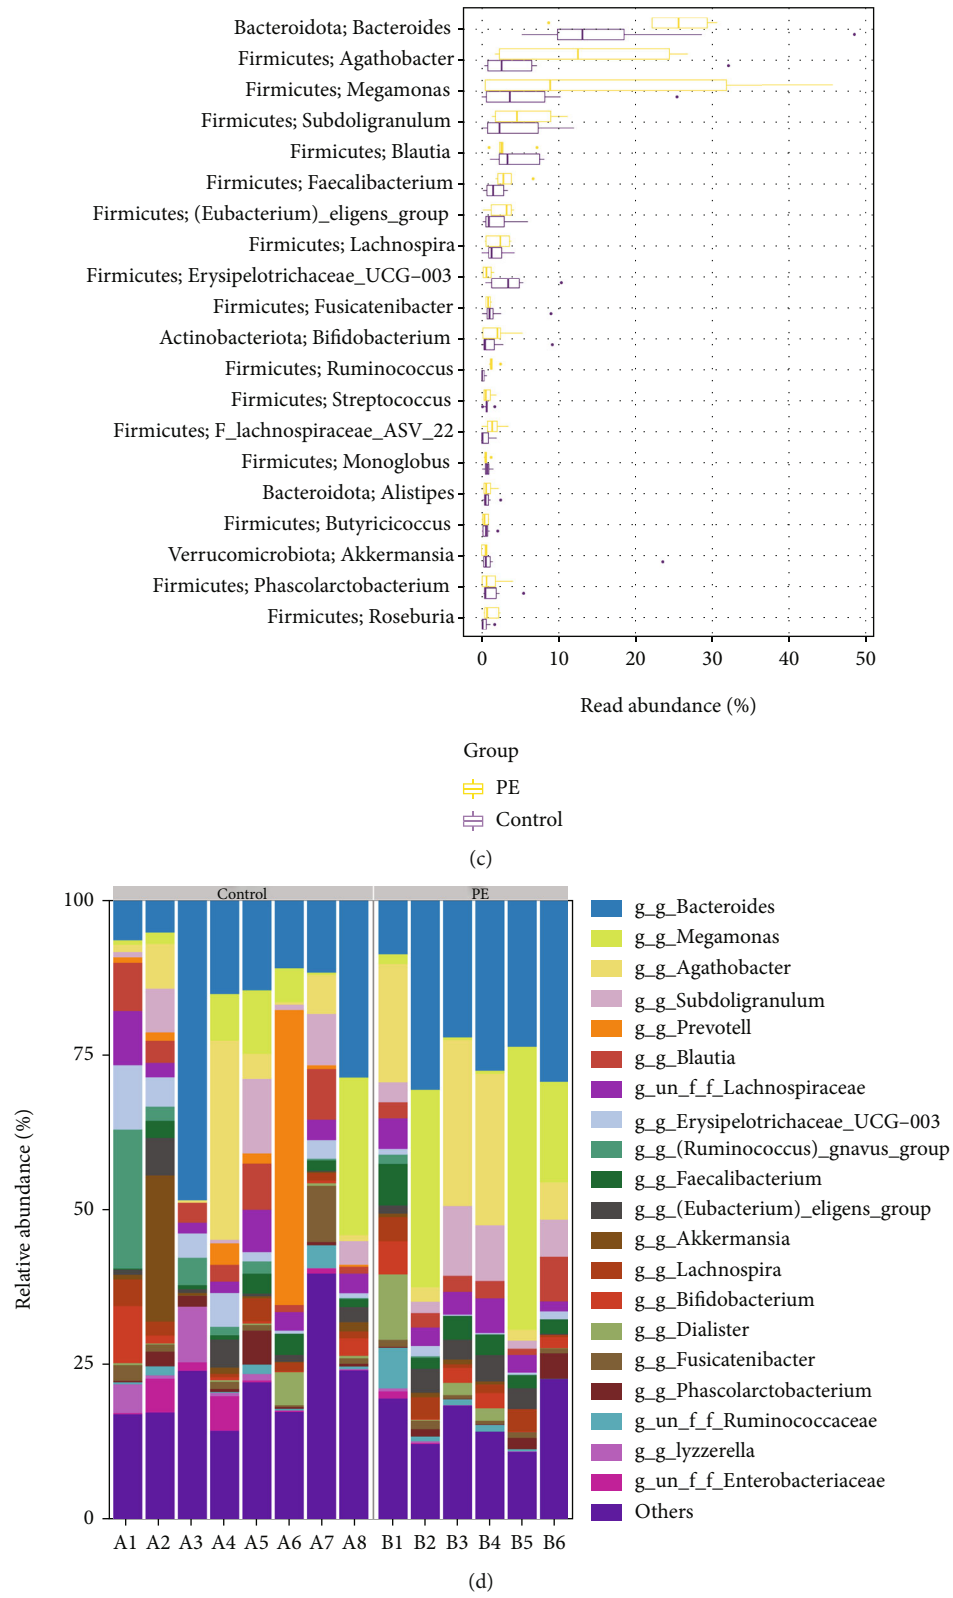 Bacteroidota; Bacteroides
Firmicutes; Agathobacter
Firmicutes; Megamonas
Firmicutes; Subdoligranulum
Firmicutes; Blautia
Firmicutes; Faecalibacterium
Firmicutes; (Eubacterium)_eligens_group
Firmicutes; Lachnospira
Firmicutes; Erysipelotrichaceae_UCG–003
Firmicutes; Fusicatenibacter
Actinobacteriota; Bifidobacterium
Firmicutes; Ruminococcus
Firmicutes; Streptococcus
Firmicutes; F_lachnospiraceae_ASV_22
Firmicutes; Monoglobus
Bacteroidota; Alistipes
Firmicutes; Butyricicoccus
Verrucomicrobiota; Akkermansia
Firmicutes; Phascolarctobacterium
Firmicutes; Roseburia
0 10 20 30 40 50
Read abundance (%)
Group
PE
Control
(c)
Control PE
Relative abundance (%)
100
75
50
25
0
A1 A2 A3 A4 A5 A6 A7 A8 B1 B2 B3 B4 B5 B6
g_g_Bacteroides
g_g_Megamonas
g_g_Agathobacter
g_g_Subdoligranulum
g_g_Prevotell
g_g_Blautia
g_un_f_f_Lachnospiraceae
g_g_Erysipelotrichaceae_UCG–003
g_g_(Ruminococcus)_gnavus_group
g_g_Faecalibacterium
g_g_(Eubacterium)_eligens_group
g_g_Akkermansia
g_g_Lachnospira
g_g_Bifidobacterium
g_g_Dialister
g_g_Fusicatenibacter
g_g_Phascolarctobacterium
g_un_f_f_Ruminococcaceae
g_g_lyzzerella
g_un_f_f_Enterobacteriaceae
Others
(d)